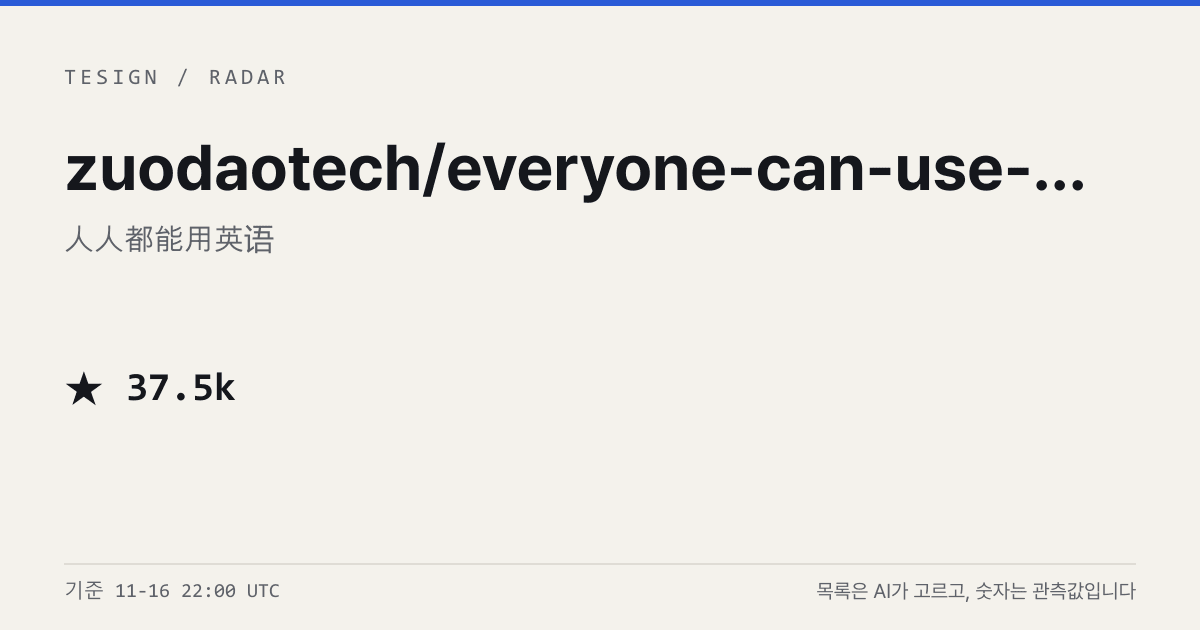 TESIGN / RADAR
zuodaotech/everyone-can-use-...
人人都能用英语
★ 37.5k
기준 11-16 22:00 UTC
목록은 AI가 고르고, 숫자는 관측값입니다